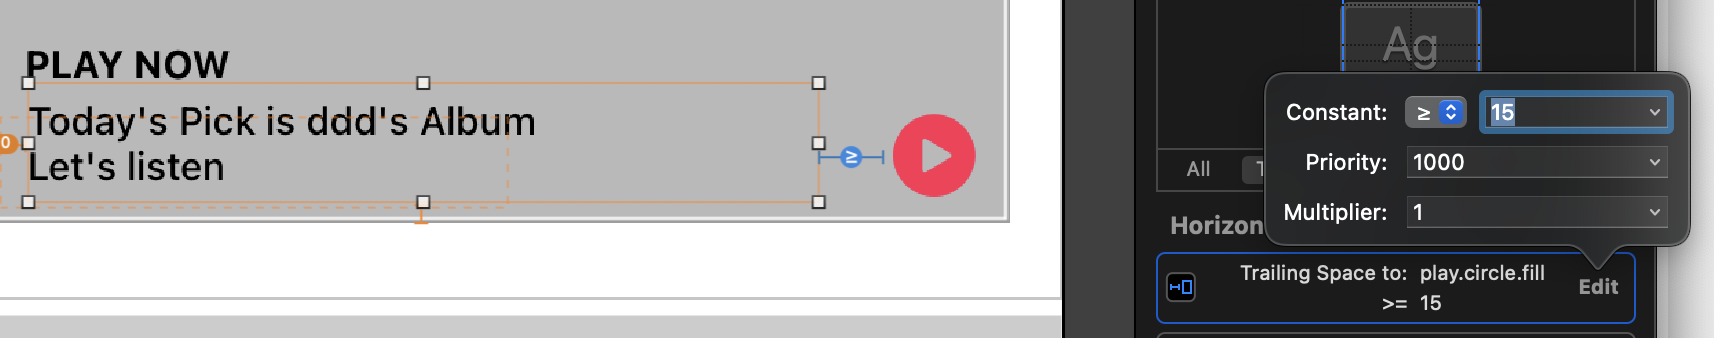 PLAY NOW
Today's Pick is ddd's Album
Let's listen
0
≥
Ag
Constant: ≥ 15
Priority: 1000
Multiplier: 1
All
Horizon
Trailing Space to: play.circle.fill
>= 15
Edit